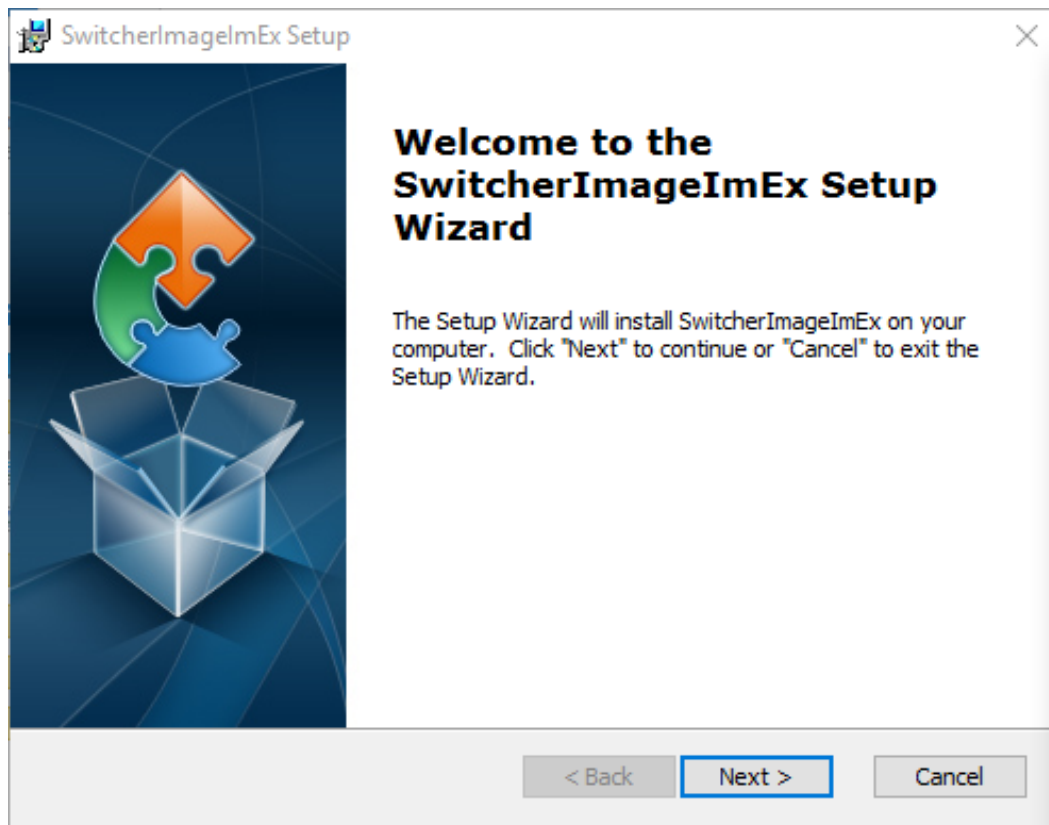 SwitcherImageImEx Setup
Welcome to the
SwitcherImageImEx Setup
Wizard
The Setup Wizard will install SwitcherImageImEx on your
computer.  Click "Next" to continue or "Cancel" to exit the
Setup Wizard.
< Back
Next >
Cancel